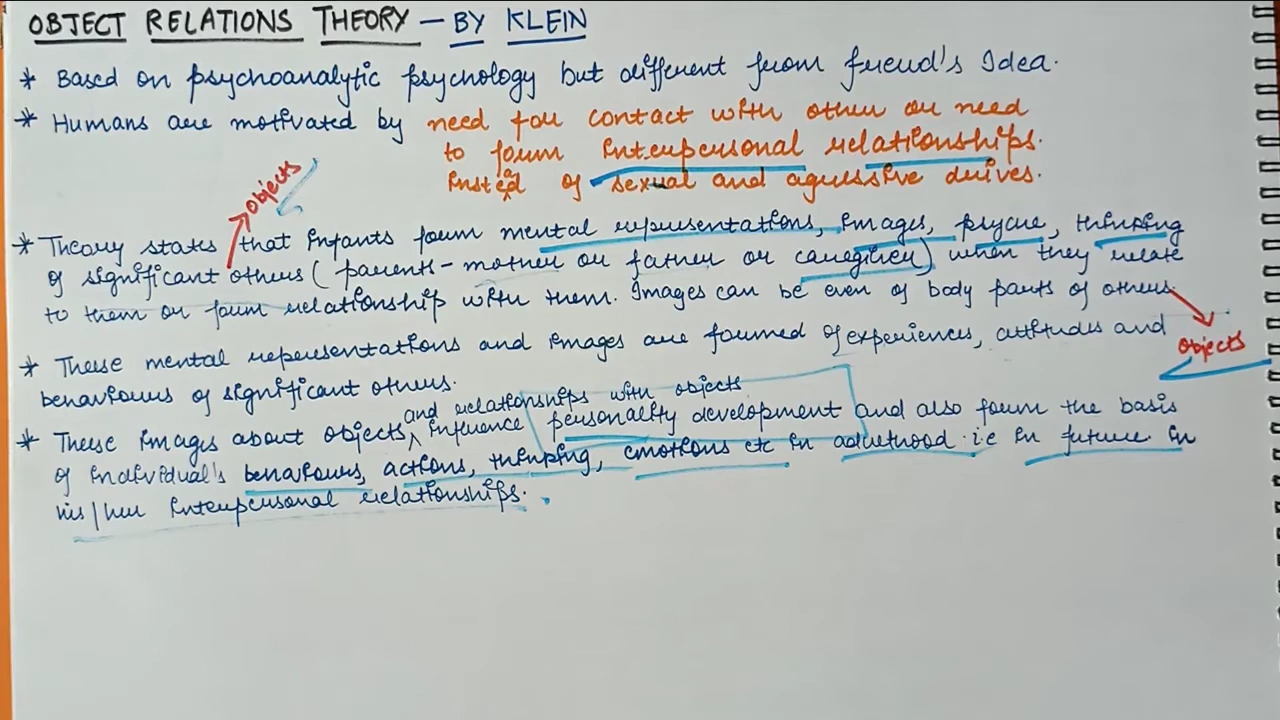 OBJECT RELATIONS THEORY – BY KLEIN
* Based on psychoanalytic psychology but different from freud's Idea.
* Humans are motivated by need for contact with other or need
to form interpersonal relationships.
Insted of sexual and agressive drives.
objects
* Theory states that infants form mental representations, images, psyche, thinking
of significant others (parents - mother or father or caregiver) when they relate
to them or form relationship with them. Images can be even of body parts of others
objects
* These mental representations and images are formed of experiences, attitudes and
behaviours of significant others.
and relationships with objects
* These images about objects ^ influence personality development and also form the basis
of individual's behaviours, actions, thinking, emotions etc in adulthood i.e in future in
his/her interpersonal relationships.